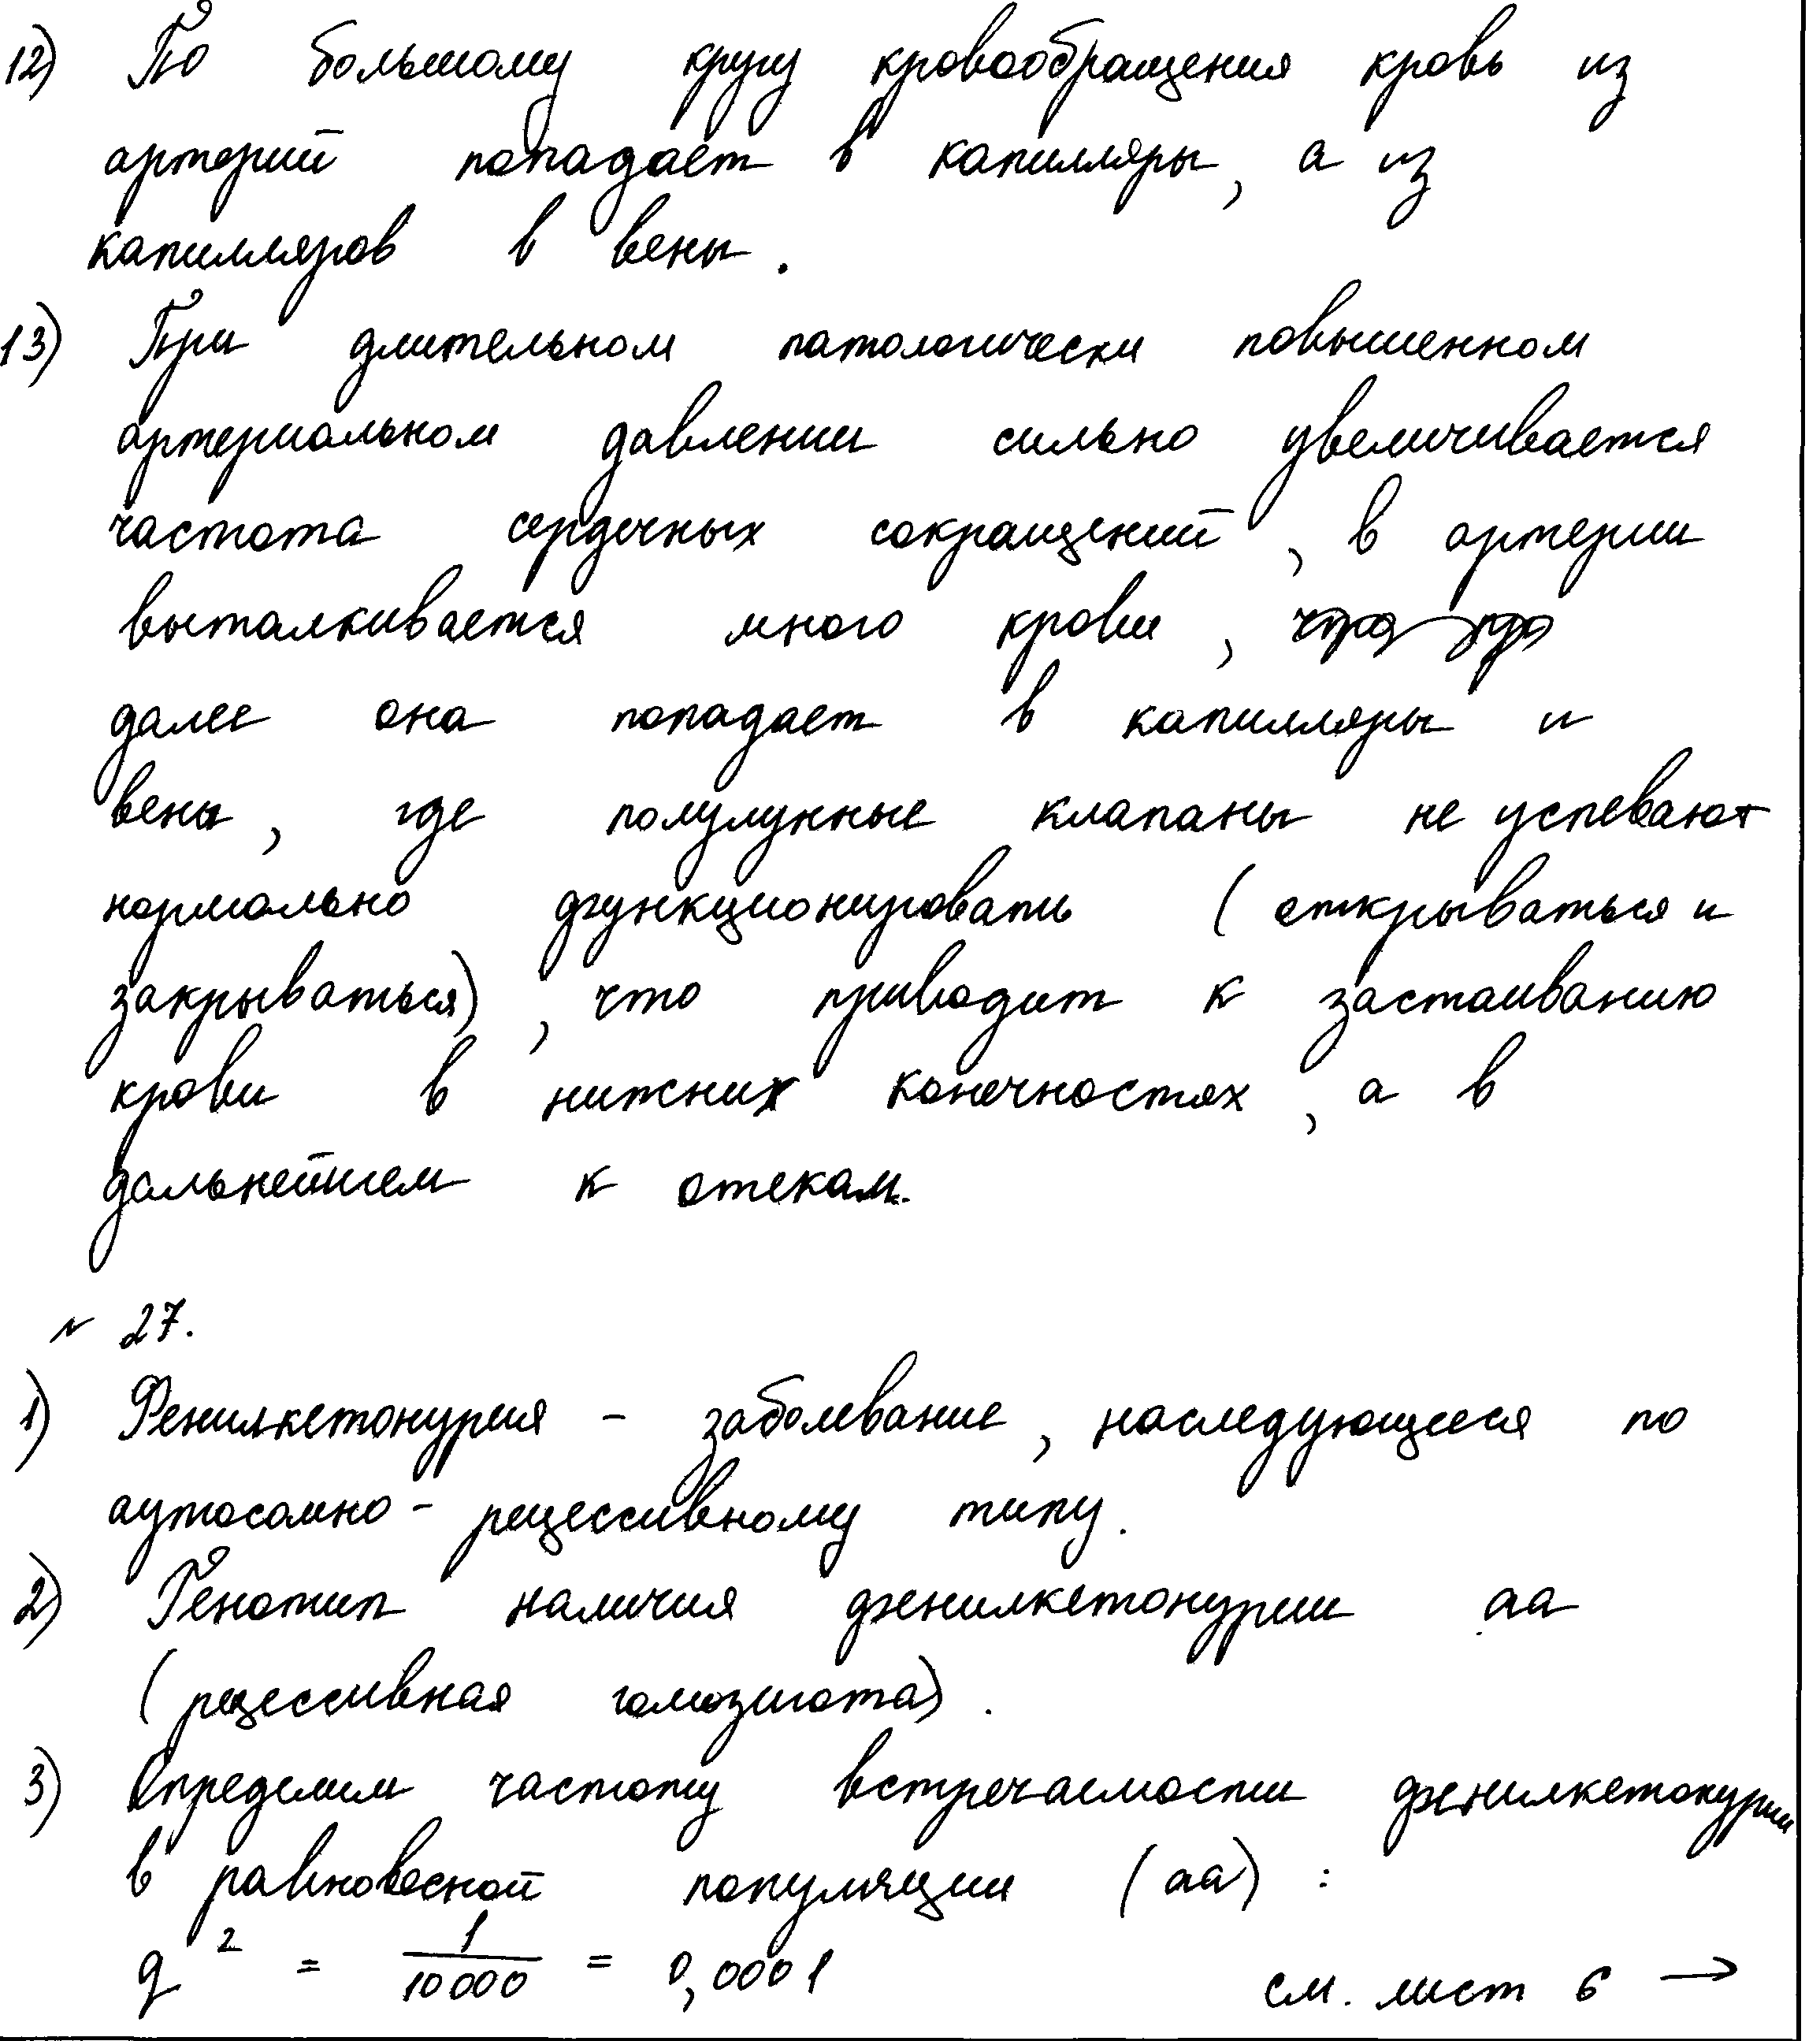 12) По большому кругу кровообращения кровь из
артерий попадает в капилляры, а из
капилляров в вены.
13) При длительном патологически повышенном
артериальном давлении сильно увеличивается
частота сердечных сокращений, в артерии
выталкивается много крови,
далее она попадает в капилляры и
вены, где полулунные клапаны не успевают
нормально функционировать (открываться и
закрываться), что приводит к застаиванию
крови в нижних конечностях, а в
дальнейшем к отекам.
№ 27.
1) Фенилкетонурия - заболевание, наследующееся по
аутосомно-рецессивному типу.
2) Генотип наличия фенилкетонурии аа
(рецессивная гомозигота).
3) Определим частоту встречаемости фенилкетонурии
в равновесной популяции (аа):
q² = 1/10000 = 0,0001 см. лист 6 →